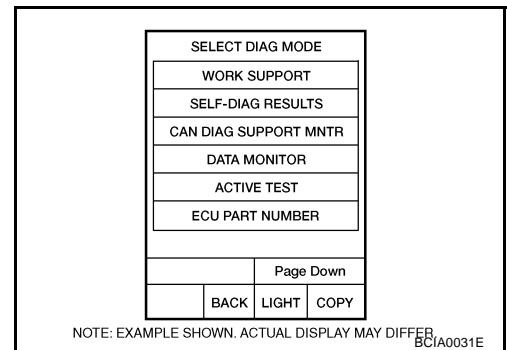 SELECT DIAG MODE
WORK SUPPORT
SELF-DIAG RESULTS
CAN DIAG SUPPORT MNTR
DATA MONITOR
ACTIVE TEST
ECU PART NUMBER
Page Down
BACK LIGHT COPY
NOTE: EXAMPLE SHOWN. ACTUAL DISPLAY MAY DIFFER.
BCIA0031E